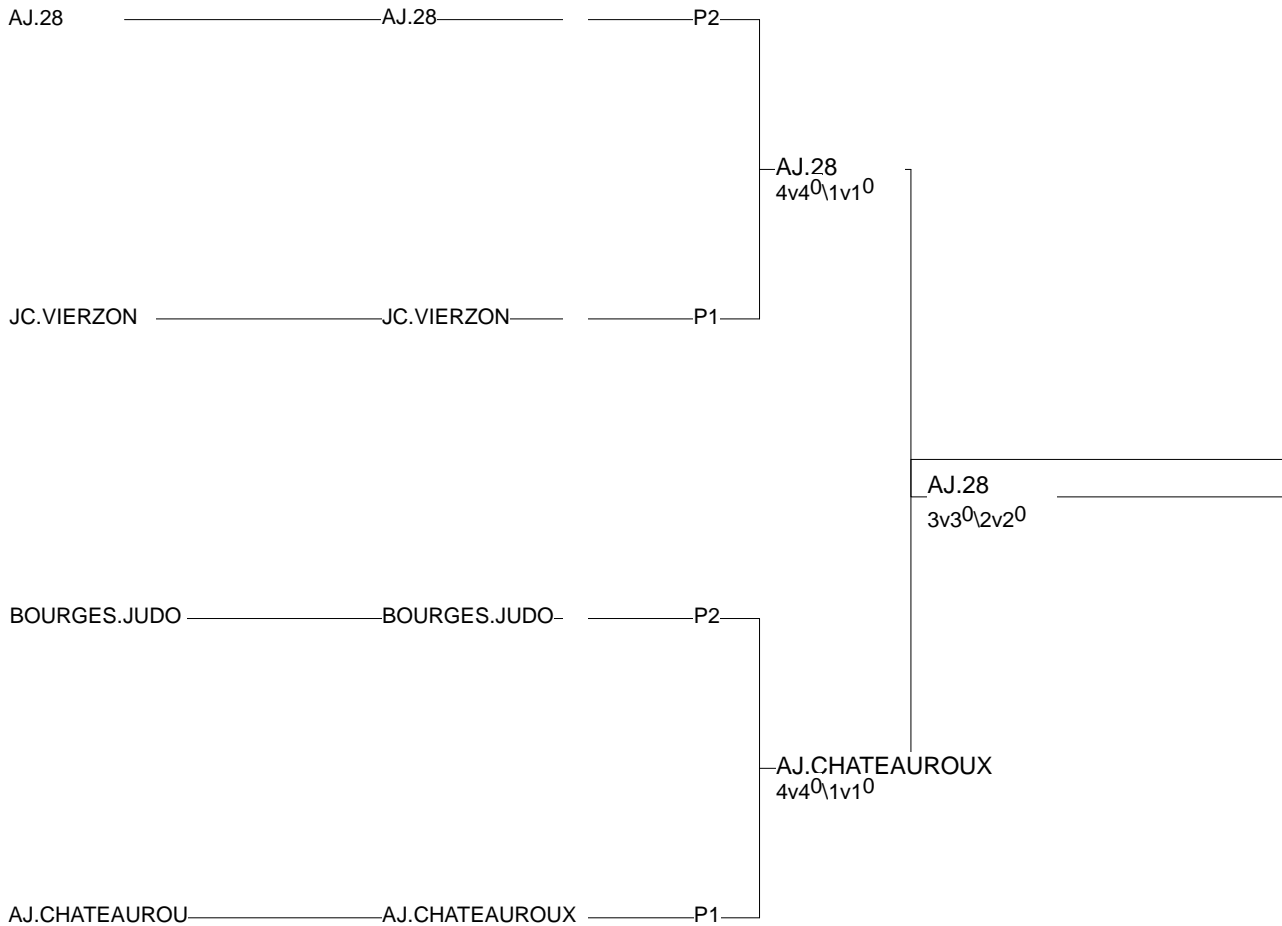 AJ.28 AJ.28 P2
AJ.28
4v4⁰\1v1⁰
JC.VIERZON JC.VIERZON P1
AJ.28
3v3⁰\2v2⁰
BOURGES.JUDO BOURGES.JUDO P2
AJ.CHATEAUROUX
4v4⁰\1v1⁰
AJ.CHATEAUROU AJ.CHATEAUROUX P1